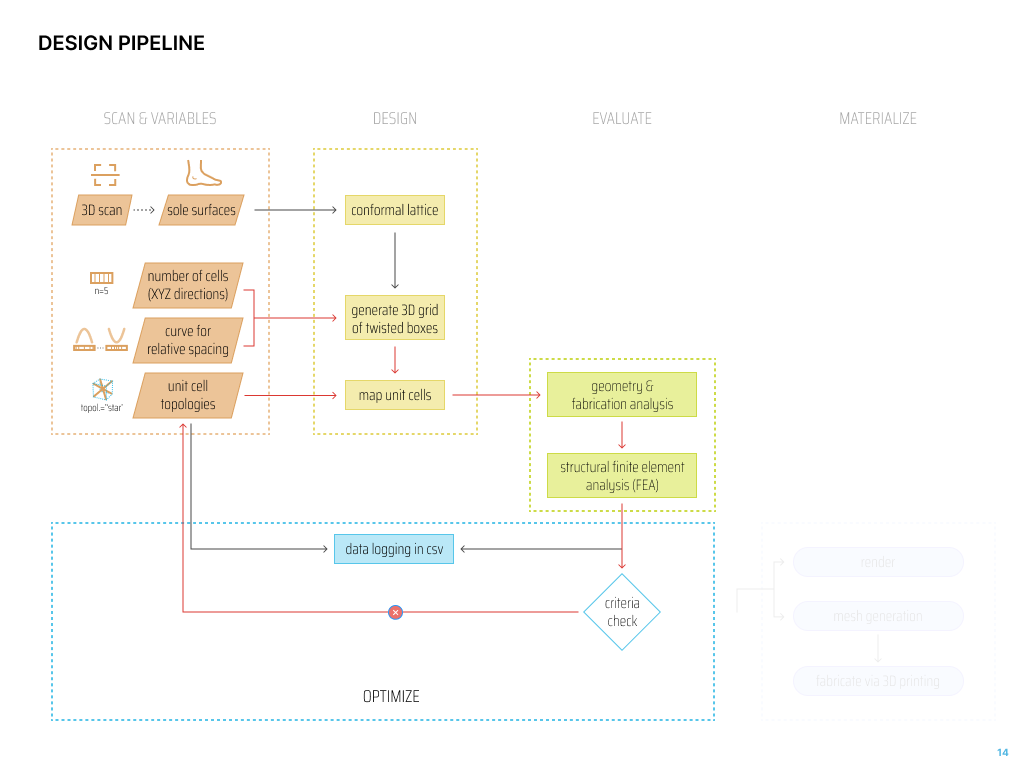 DESIGN PIPELINE
SCAN & VARIABLES
DESIGN
EVALUATE
MATERIALIZE
3D scan
sole surfaces
conformal lattice
number of cells
(XYZ directions)
n=5
generate 3D grid
of twisted boxes
curve for
relative spacing
unit cell
topologies
topol.="star"
map unit cells
geometry &
fabrication analysis
structural finite element
analysis (FEA)
data logging in csv
criteria
check
render
mesh generation
fabricate via 3D printing
OPTIMIZE
14